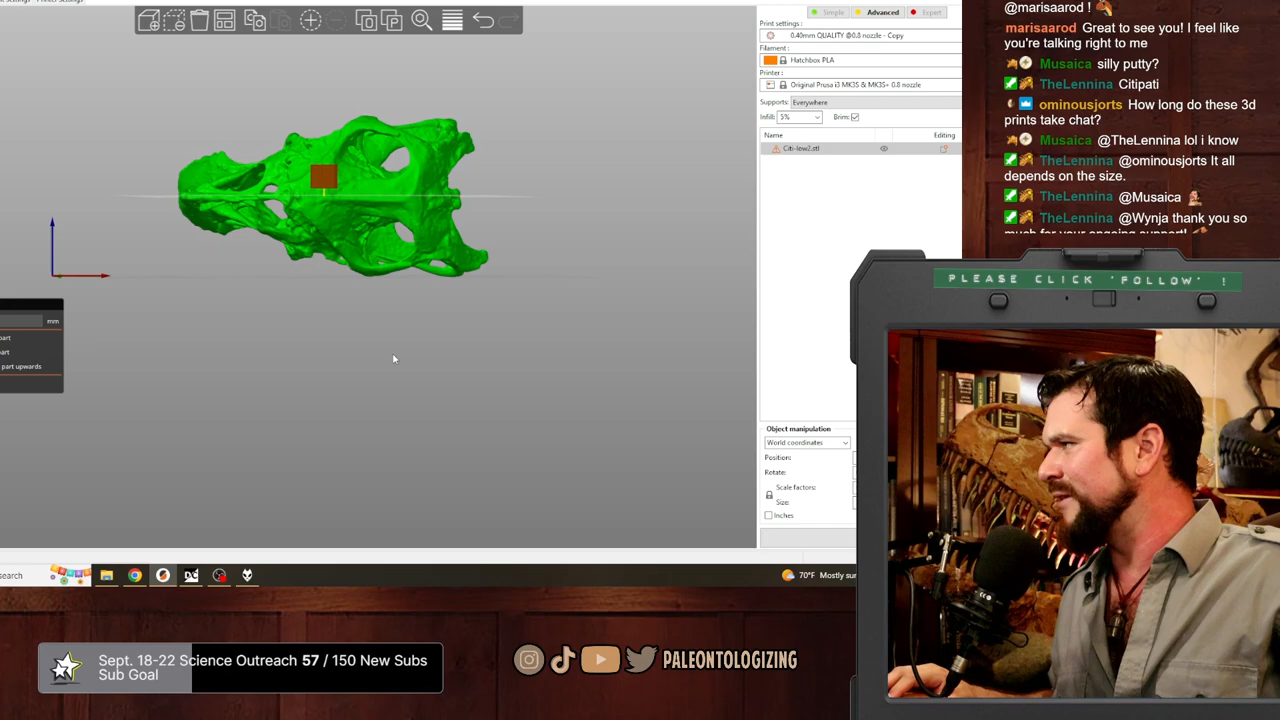 Simple
Advanced
Expert
Print settings :
0.40mm QUALITY @0.8 nozzle - Copy
Filament :
Hatchbox PLA
Printer :
Original Prusa i3 MK3S & MK3S+ 0.8 nozzle
Supports: Everywhere
Infill: 5%
Brim:
Name
Editing
Citi-low2.stl
mm
part
part
part upwards
Object manipulation
World coordinates
Position:
Rotate:
Scale factors:
Size:
Inches
search
70°F Mostly sun
@marisaarod !
marisaarod Great to see you! I feel like
you're talking right to me
Musaica silly putty?
TheLennina Citipati
ominousjorts How long do these 3d
prints take chat?
Musaica @TheLennina lol i know
TheLennina @ominousjorts It all
depends on the size.
TheLennina @Musaica
TheLennina @Wynja thank you so
much for your ongoing support!
PLEASE CLICK 'FOLLOW' !
Sept. 18-22 Science Outreach 57 / 150 New Subs
Sub Goal
PALEONTOLOGIZING